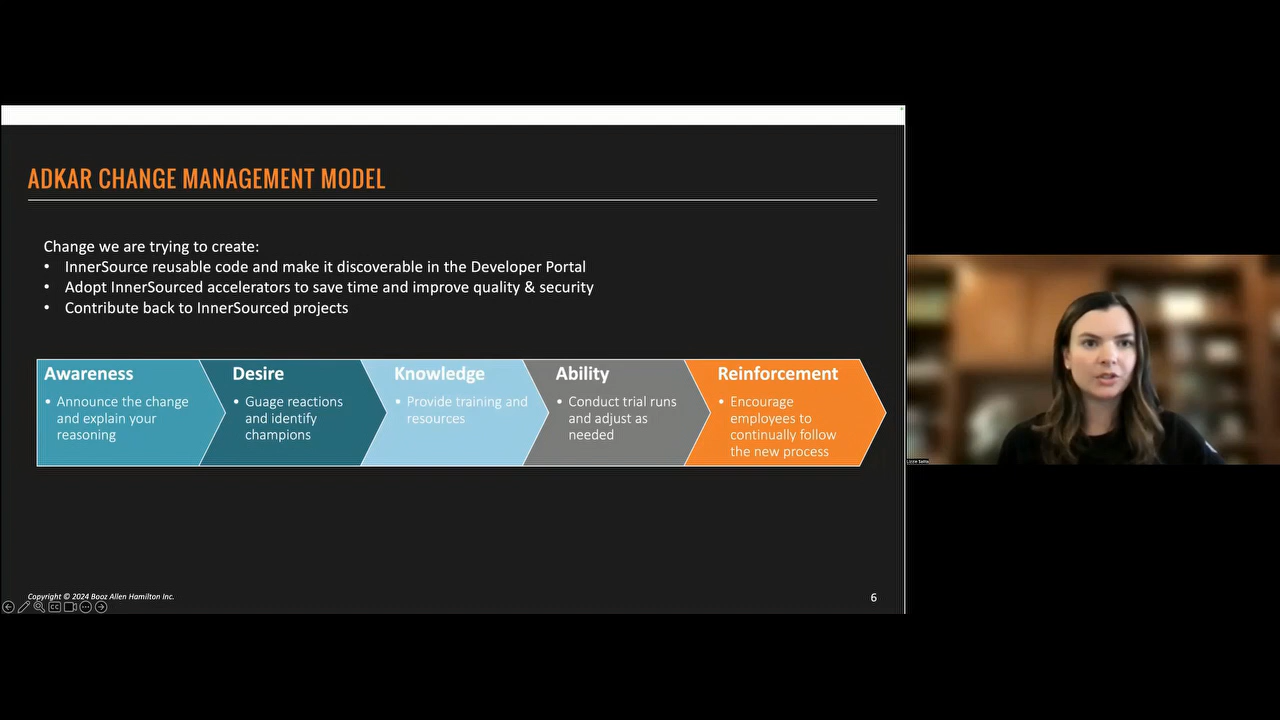 ADKAR CHANGE MANAGEMENT MODEL
Change we are trying to create:
• InnerSource reusable code and make it discoverable in the Developer Portal
• Adopt InnerSourced accelerators to save time and improve quality & security
• Contribute back to InnerSourced projects
Awareness
• Announce the change
and explain your
reasoning
Desire
• Guage reactions
and identify
champions
Knowledge
• Provide training and
resources
Ability
• Conduct trial runs
and adjust as
needed
Reinforcement
• Encourage
employees to
continually follow
the new process
Copyright © 2024 Booz Allen Hamilton Inc.
6